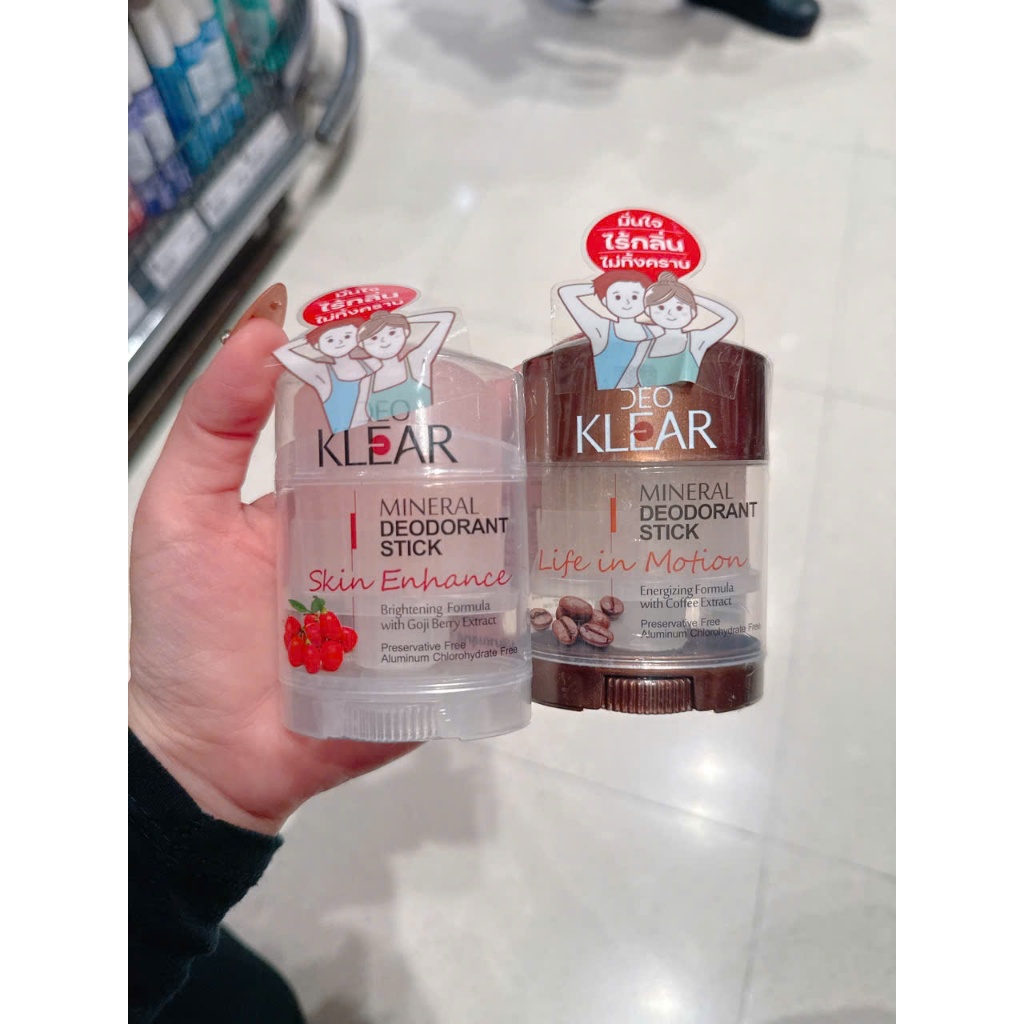 มั่นใจ
ไร้กลิ่น
ไม่ทิ้งคราบ
DEO
KLEAR
MINERAL
DEODORANT
STICK
Skin Enhance
Brightening Formula
with Goji Berry Extract
Preservative Free
Aluminum Chlorohydrate Free
มั่นใจ
ไร้กลิ่น
ไม่ทิ้งคราบ
DEO
KLEAR
MINERAL
DEODORANT
STICK
Life in Motion
Energizing Formula
with Coffee Extract
Preservative Free
Aluminum Chlorohydrate Free